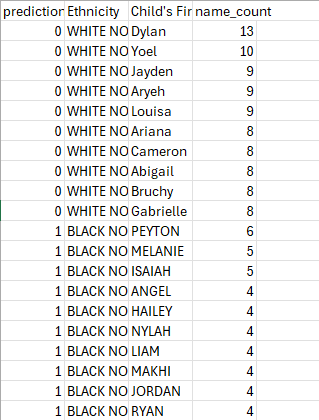 prediction Ethnicity Child's Fir name_count
0 WHITE NO Dylan 13
0 WHITE NO Yoel 10
0 WHITE NO Jayden 9
0 WHITE NO Aryeh 9
0 WHITE NO Louisa 9
0 WHITE NO Ariana 8
0 WHITE NO Cameron 8
0 WHITE NO Abigail 8
0 WHITE NO Bruchy 8
0 WHITE NO Gabrielle 8
1 BLACK NO PEYTON 6
1 BLACK NO MELANIE 5
1 BLACK NO ISAIAH 5
1 BLACK NO ANGEL 4
1 BLACK NO HAILEY 4
1 BLACK NO NYLAH 4
1 BLACK NO LIAM 4
1 BLACK NO MAKHI 4
1 BLACK NO JORDAN 4
1 BLACK NO RYAN 4